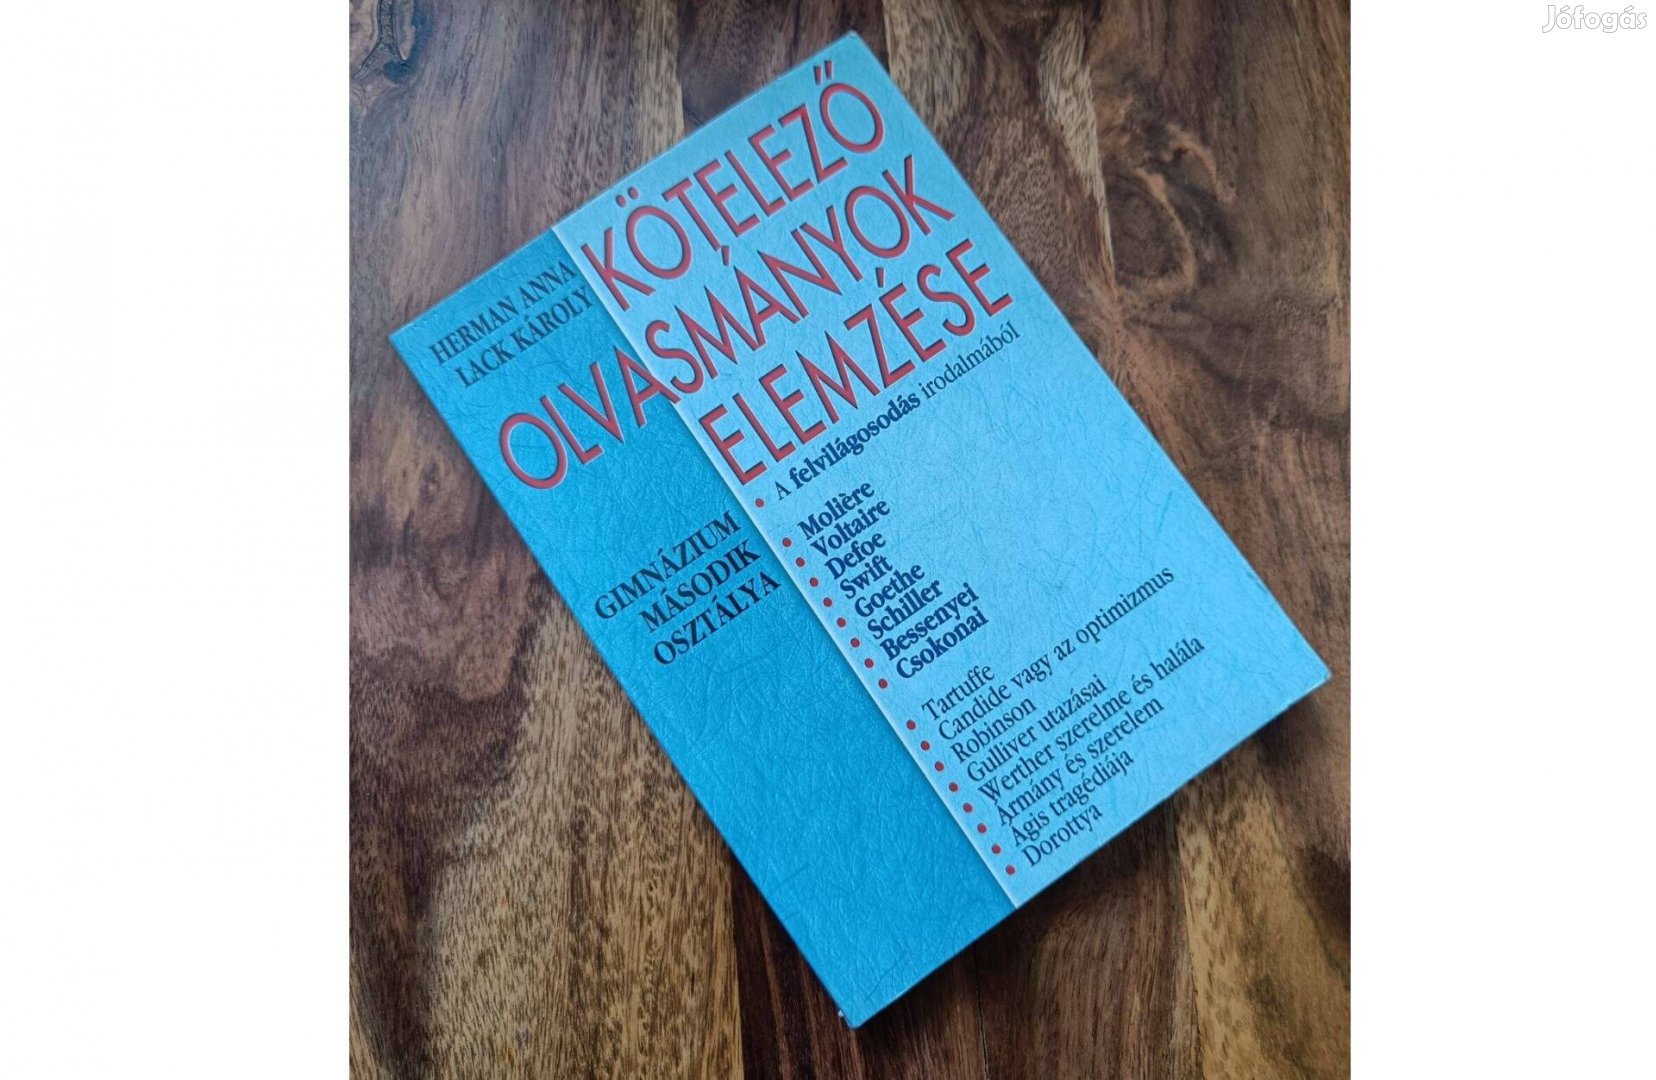 Jófogás
HERMAN ANNA
LACK KÁROLY
KÖTELEZŐ
OLVASMÁNYOK
ELEMZÉSE
• A felvilágosodás irodalmából
GIMNÁZIUM
MÁSODIK
OSZTÁLYA
• Molière
• Voltaire
• Defoe
• Swift
• Goethe
• Schiller
• Bessenyei
• Csokonai
• Tartuffe
• Candide vagy az optimizmus
• Robinson
• Gulliver utazásai
• Werther szerelme és halála
• Ármány és szerelem
• Ágis tragédiája
• Dorottya